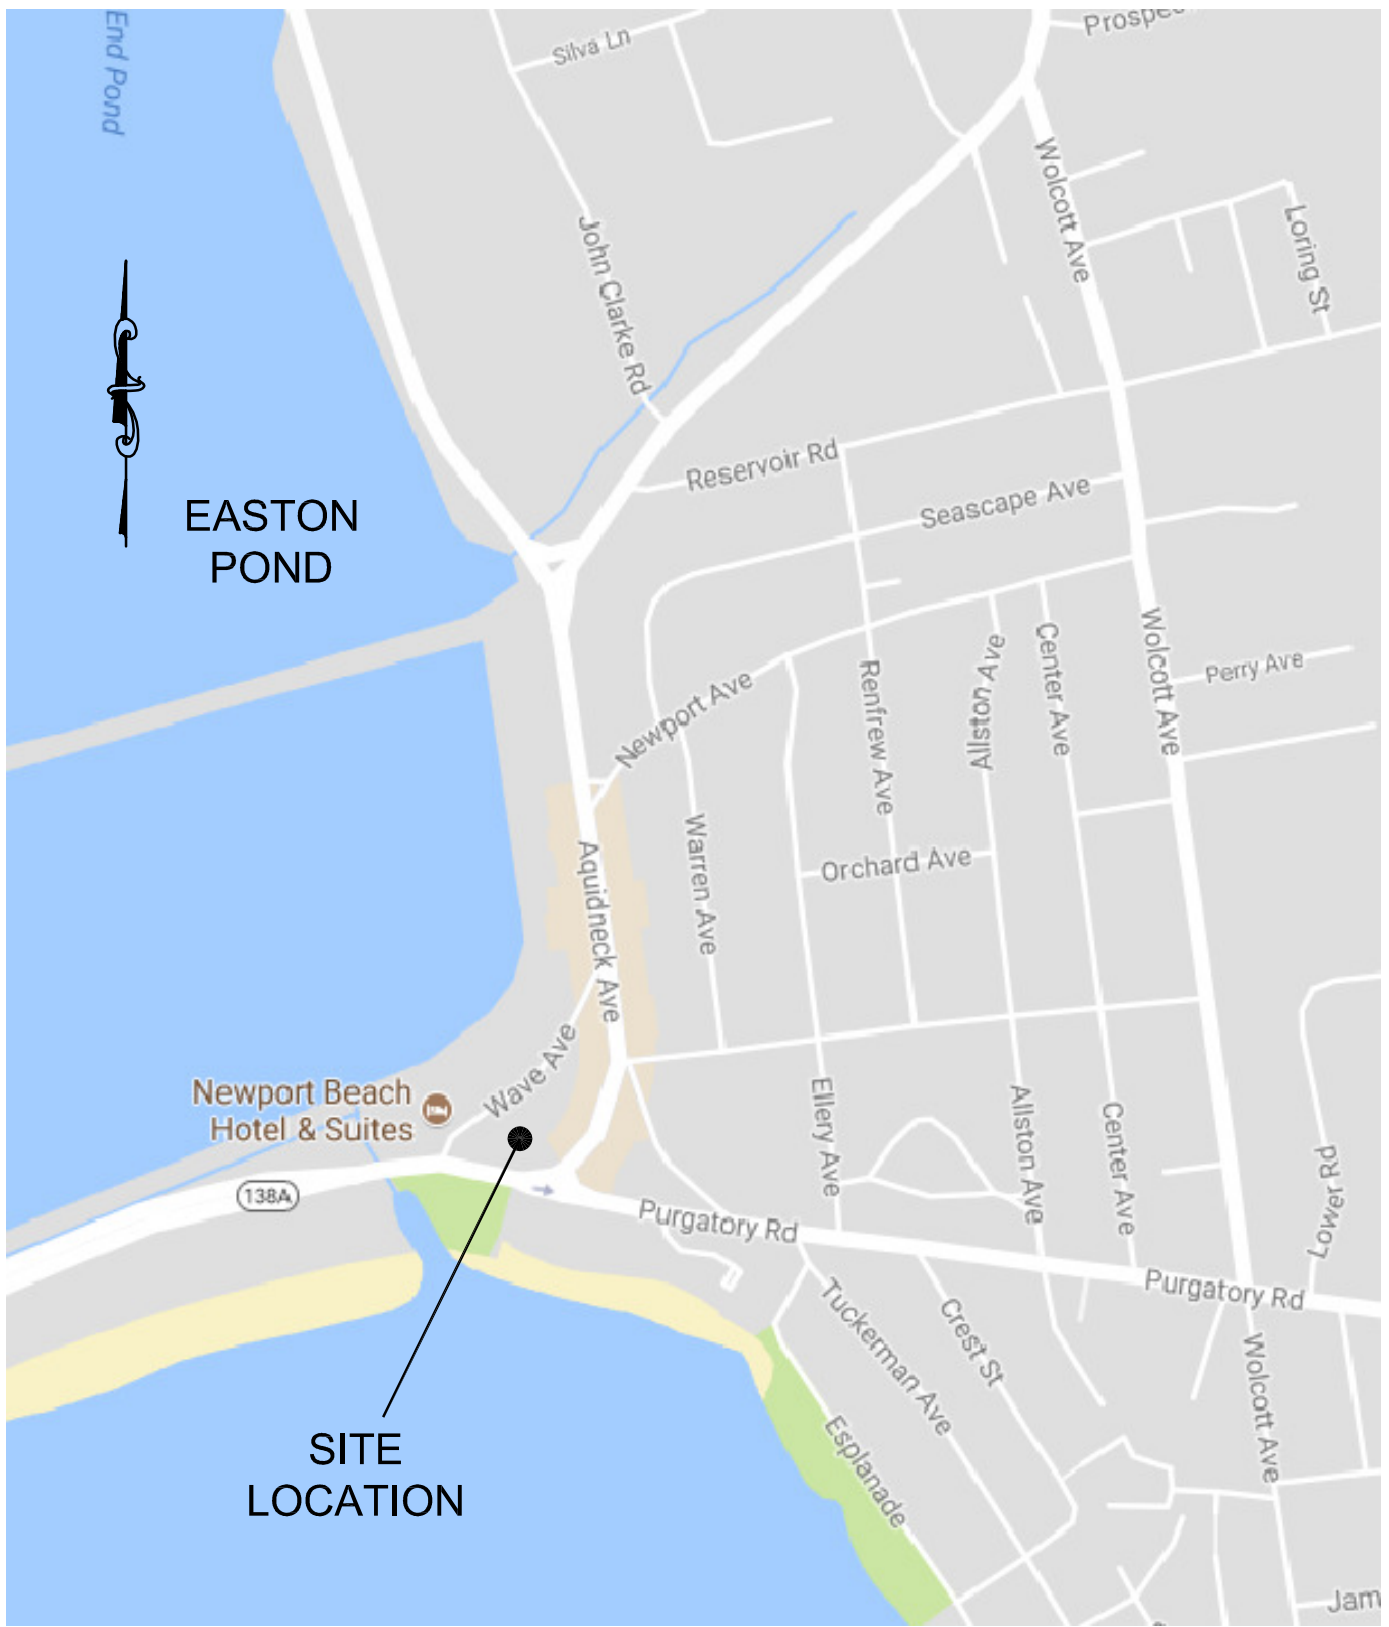 End Pond
Silva Ln
Prospec
Wolcott Ave
Loring St
John Clarke Rd
Reservoir Rd
Seascape Ave
EASTON
POND
Newport Ave
Renfrew Ave
Allston Ave
Center Ave
Wolcott Ave
Perry Ave
Warren Ave
Orchard Ave
Aquidneck Ave
Wave Ave
Newport Beach
Hotel & Suites
138A
Ellery Ave
Allston Ave
Center Ave
Lower Rd
Purgatory Rd
Purgatory Rd
Tuckerman Ave
Crest St
Wolcott Ave
Esplanade
SITE
LOCATION
Jam